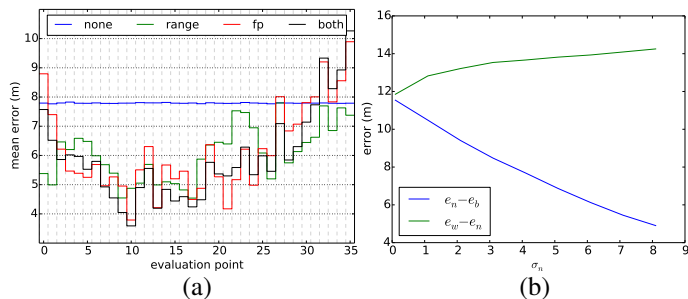 none range fp both
mean error (m)
10
9
8
7
6
5
4
0 5 10 15 20 25 30 35
evaluation point
(a)
error (m)
16
14
12
10
8
6
4
e_n−e_b
e_w−e_n
0 1 2 3 4 5 6 7 8 9
σ_n
(b)